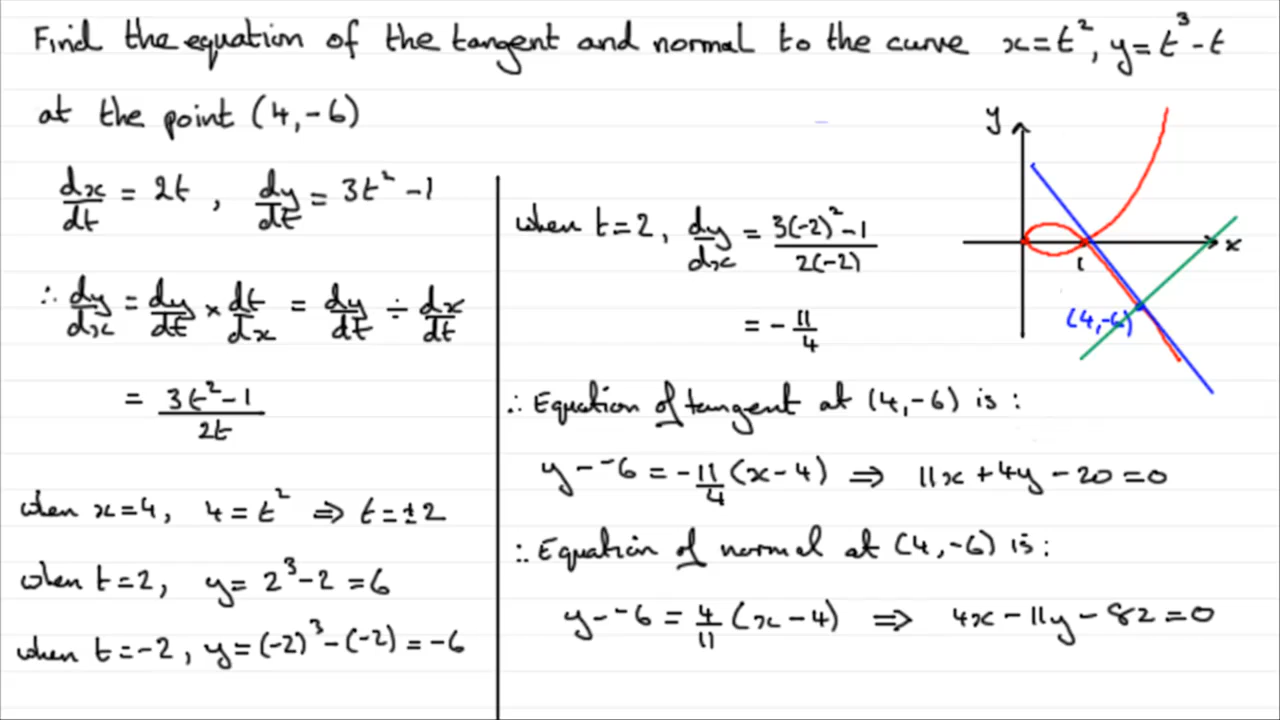 Find the equation of the tangent and normal to the curve x = t², y = t³ - t
at the point (4, -6)
dx/dt = 2t , dy/dt = 3t² - 1
∴ dy/dx = dy/dt × dt/dx = dy/dt ÷ dx/dt
= (3t² - 1)/2t
when x = 4, 4 = t² ⇒ t = ±2
when t = 2, y = 2³ - 2 = 6
when t = -2, y = (-2)³ - (-2) = -6
when t = 2, dy/dx = (3(-2)² - 1)/2(-2)
= - 11/4
∴ Equation of tangent at (4, -6) is :
y - -6 = -11/4 (x - 4) ⇒ 11x + 4y - 20 = 0
∴ Equation of normal at (4, -6) is :
y - -6 = 4/11 (x - 4) ⇒ 4x - 11y - 82 = 0
y
x
1
(4, -6)